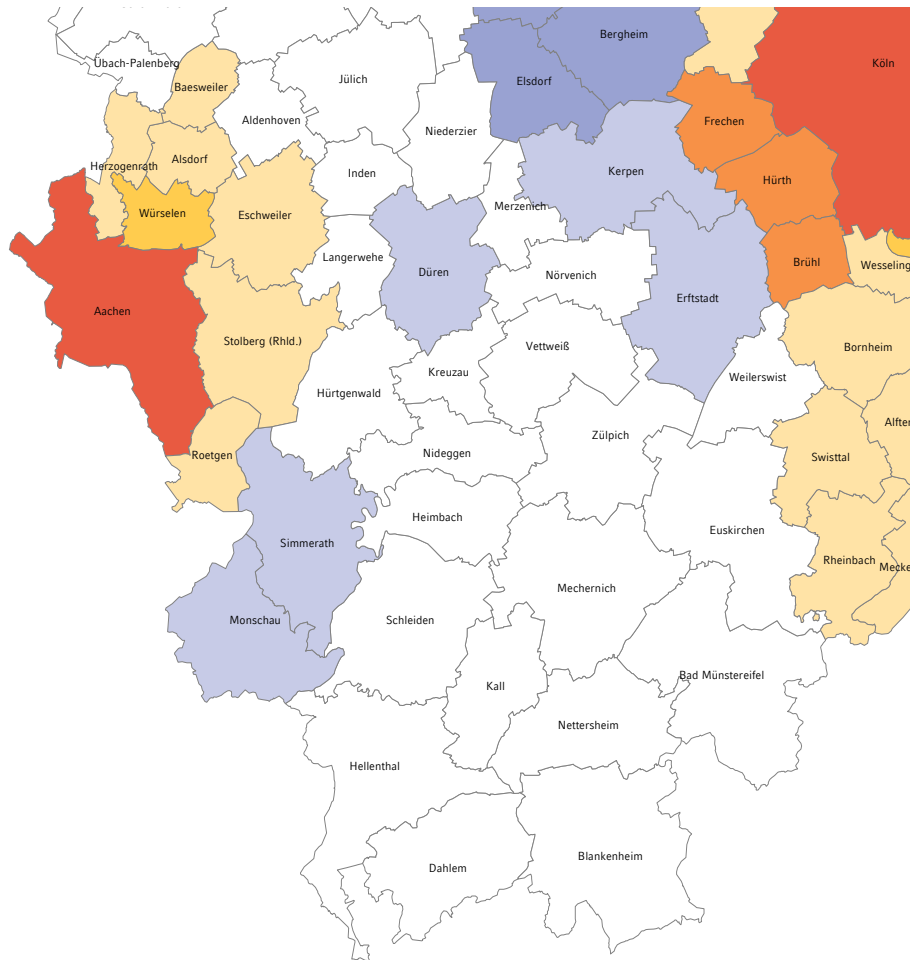 Bergheim
Köln
Übach-Palenberg
Jülich
Elsdorf
Baesweiler
Aldenhoven
Frechen
Niederzier
Herzogenrath
Alsdorf
Inden
Kerpen
Hürth
Würselen
Eschweiler
Merzenich
Langerwehe
Düren
Nörvenich
Brühl
Wesseling
Erftstadt
Aachen
Stolberg (Rhld.)
Vettweiß
Bornheim
Kreuzau
Weilerswist
Hürtgenwald
Zülpich
Alfter
Roetgen
Nideggen
Swisttal
Heimbach
Euskirchen
Simmerath
Rheinbach
Mecke
Mechernich
Monschau
Schleiden
Bad Münstereifel
Kall
Nettersheim
Hellenthal
Blankenheim
Dahlem